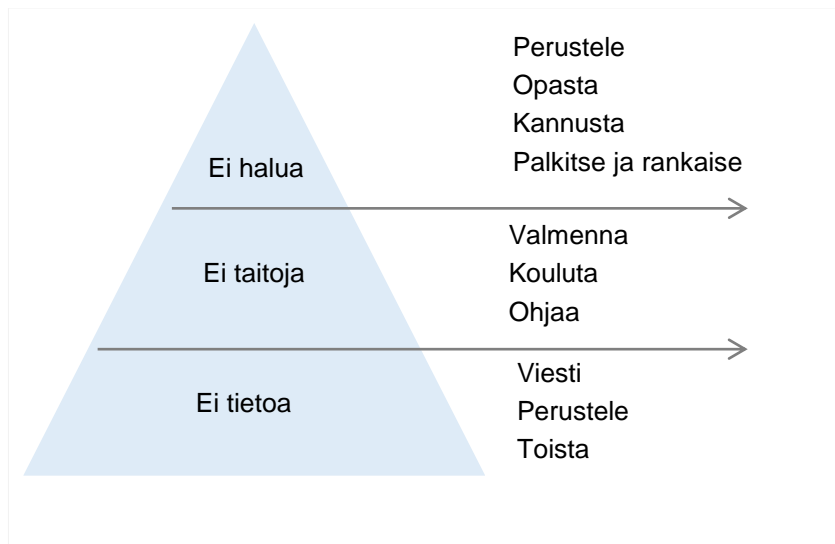 Perustele
Opasta
Kannusta
Palkitse ja rankaise
Ei halua
Valmenna
Kouluta
Ohjaa
Ei taitoja
Viesti
Perustele
Toista
Ei tietoa